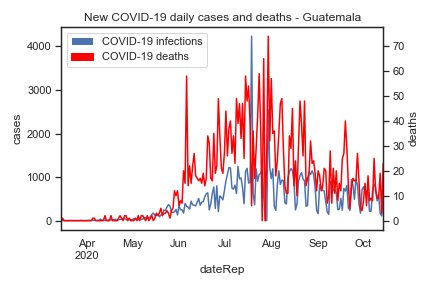 New COVID-19 daily cases and deaths - Guatemala
COVID-19 infections
COVID-19 deaths
cases
4000
3000
2000
1000
0
deaths
70
60
50
40
30
20
10
0
Apr May Jun Jul Aug Sep Oct
2020
dateRep